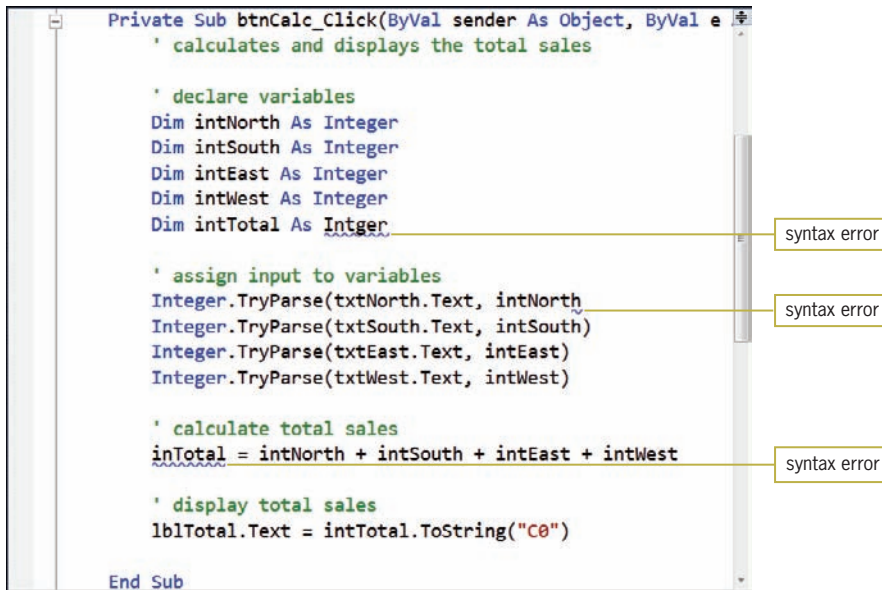 Private Sub btnCalc_Click(ByVal sender As Object, ByVal e
' calculates and displays the total sales
' declare variables
Dim intNorth As Integer
Dim intSouth As Integer
Dim intEast As Integer
Dim intWest As Integer
Dim intTotal As Intger
syntax error
' assign input to variables
Integer.TryParse(txtNorth.Text, intNorth
syntax error
Integer.TryParse(txtSouth.Text, intSouth)
Integer.TryParse(txtEast.Text, intEast)
Integer.TryParse(txtWest.Text, intWest)
' calculate total sales
inTotal = intNorth + intSouth + intEast + intWest
syntax error
' display total sales
lblTotal.Text = intTotal.ToString("C0")
End Sub